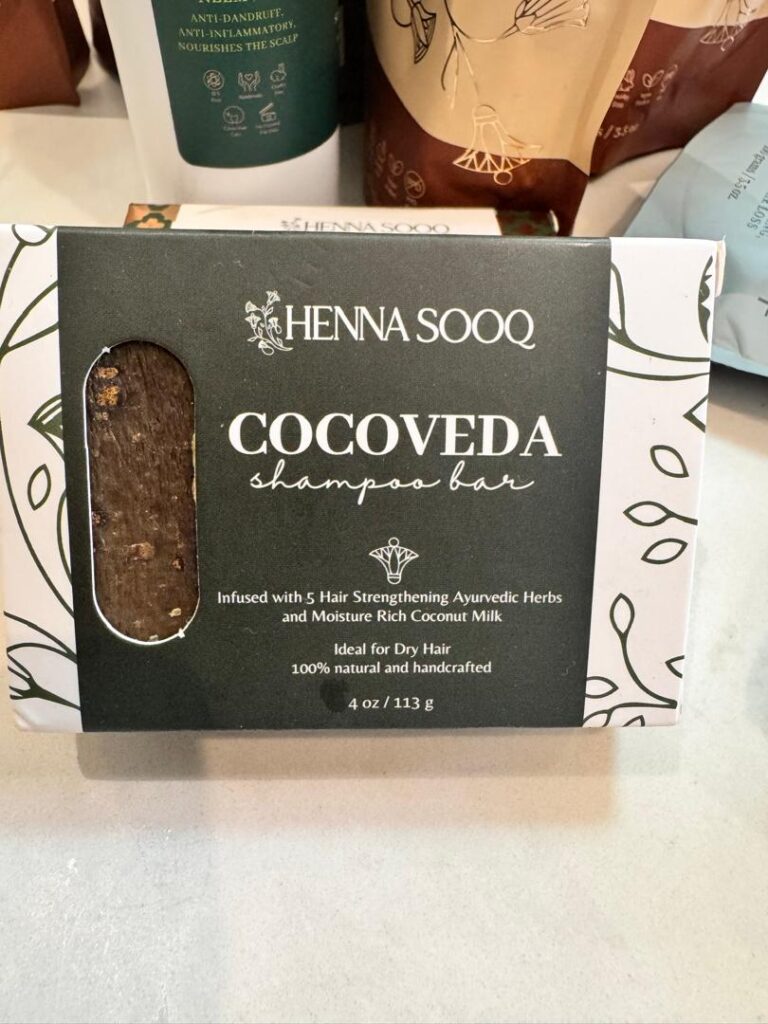 ANTI-DANDRUFF,
ANTI-INFLAMMATORY,
NOURISHES THE SCALP
HENNA SOOQ
HENNA SOOQ
COCOVEDA
shampoo bar
Infused with 5 Hair Strengthening Ayurvedic Herbs
and Moisture Rich Coconut Milk
Ideal for Dry Hair
100% natural and handcrafted
4 oz / 113 g